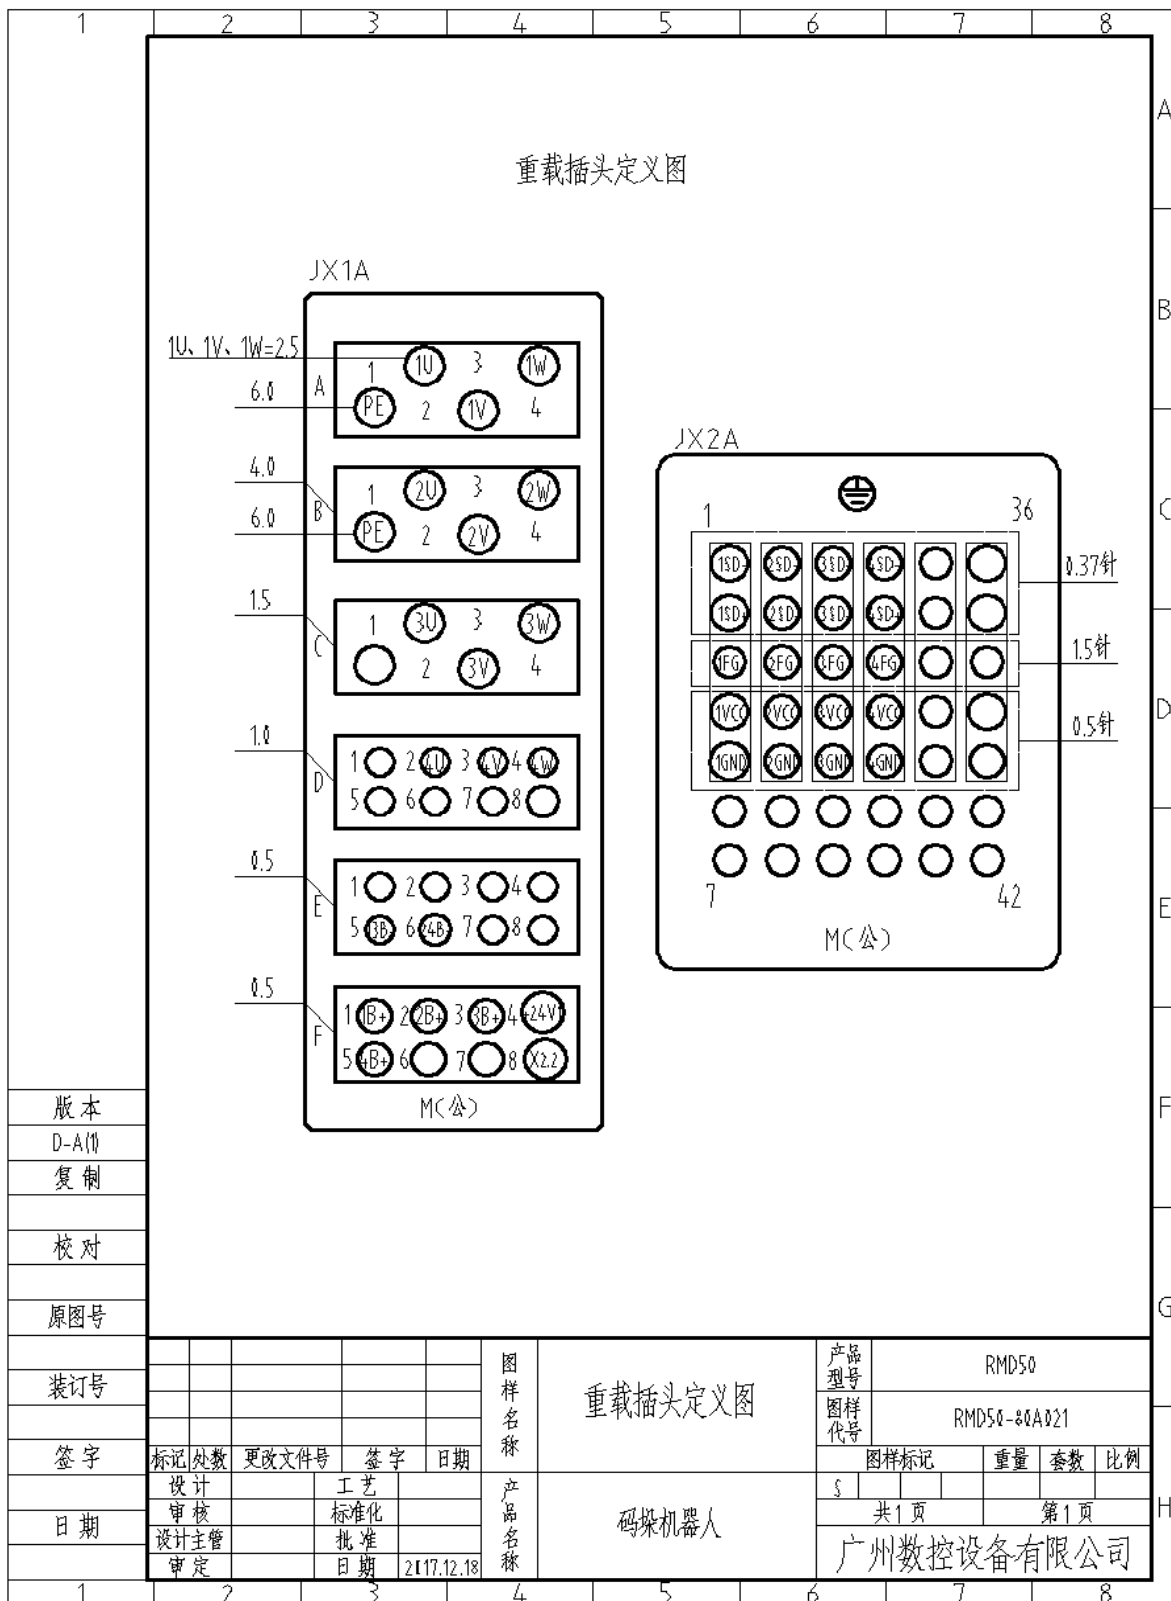 1 2 3 4 5 6 7 8
A
重载插头定义图
JX1A
B
1U、1V、1W=2.5
1 1U 3 1W
A
6.0
PE 2 1V 4
JX2A
4.0
1 2U 3 2W
B
6.0
PE 2 2V 4
C
1 36
1SD- 2SD- 3SD- 4SD-
0.37针
1.5
1 3U 3 3W
C
2 3V 4
1SD+ 2SD+ 3SD+ 4SD+
1FG 2FG 3FG 4FG
1.5针
D
1VCC 2VCC 3VCC 4VCC
0.5针
1GND 2GND 3GND 4GND
1.0
1 2 4U 3 4V 4 4W
D
5 6 7 8
0.5
1 2 3 4
E
5 3B- 6 24B- 7 8
7 42
E
M(公)
0.5
1 1B+ 2 2B+ 3 3B+ 4 +24V1
F
5 4B+ 6 7 8 X2.2
M(公)
F
版本
D-A(1)
复制
校对
原图号
G
装订号
签字
日期
图样名称
重载插头定义图
产品型号
RMD50
图样代号
RMD50-80A021
标记 处数 更改文件号 签字 日期
图样标记 重量 套数 比例
设计 工艺
S
审核 标准化
共1页 第1页
H
设计主管 批准
产品名称
码垛机器人
广州数控设备有限公司
审定 日期 2017.12.18
1 2 3 4 5 6 7 8